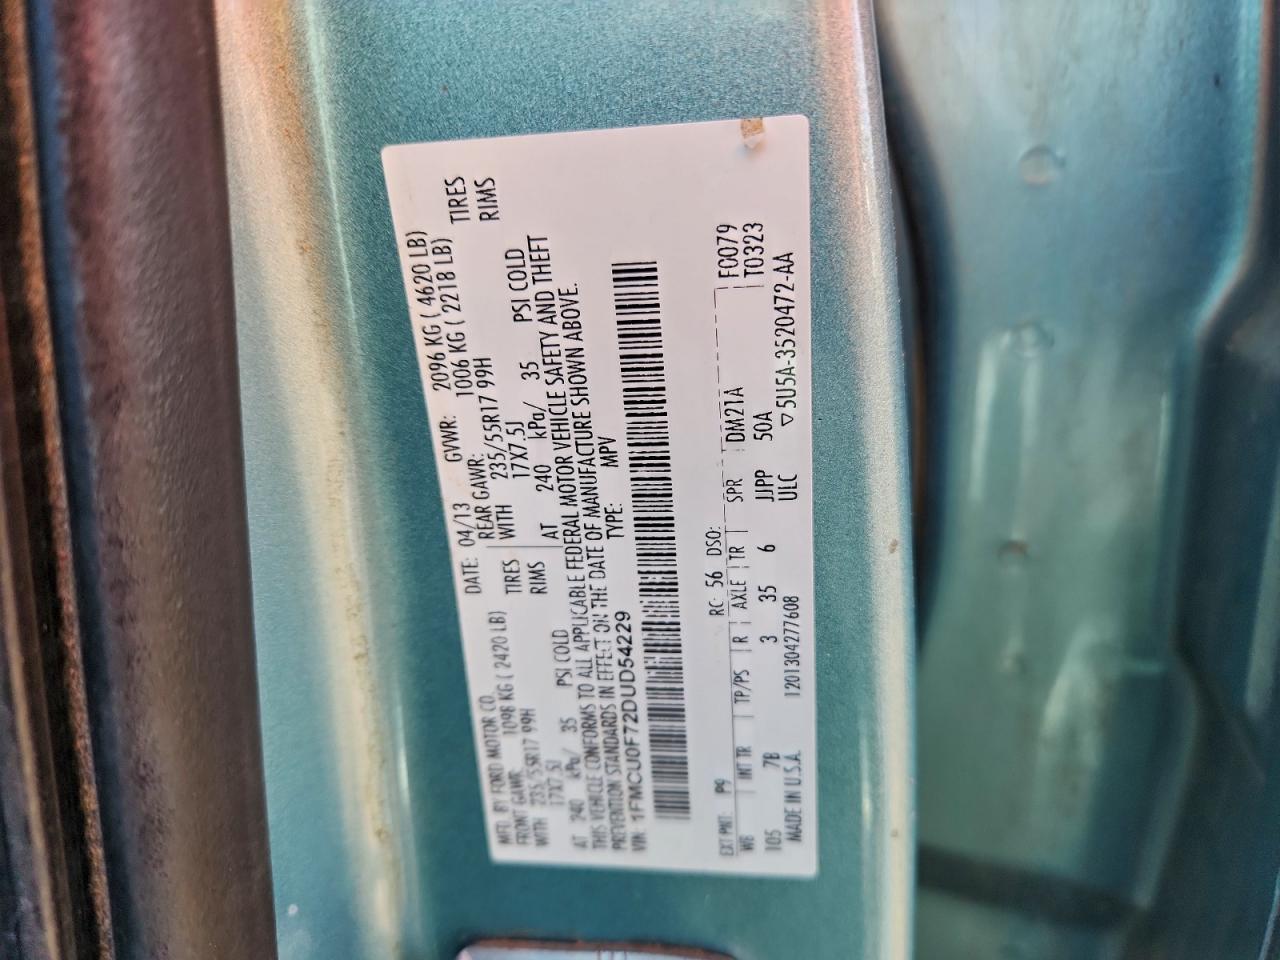 MFD. BY FORD MOTOR CO.
DATE: 04/13 GVWR: 2096 KG ( 4620 LB)
FRONT GAWR: 1098 KG ( 2420 LB) REAR GAWR: 1006 KG ( 2218 LB)
WITH 235/55R17 99H TIRES WITH 235/55R17 99H TIRES
17X7.5J RIMS 17X7.5J RIMS
AT 240 kPa/ 35 PSI COLD AT 240 kPa/ 35 PSI COLD
THIS VEHICLE CONFORMS TO ALL APPLICABLE FEDERAL MOTOR VEHICLE SAFETY AND THEFT
PREVENTION STANDARDS IN EFFECT ON THE DATE OF MANUFACTURE SHOWN ABOVE.
VIN: 1FMCU0F72DUD54229 TYPE: MPV
EXT PNT: P9 RC: 56 DSO: F0079
WB INT TR TP/PS R AXLE TR SPR DM21A T0323
105 7B 3 35 6 JJPP 50A
MADE IN U.S.A. 1201304277608 ULC ▽5U5A-3520472-AA